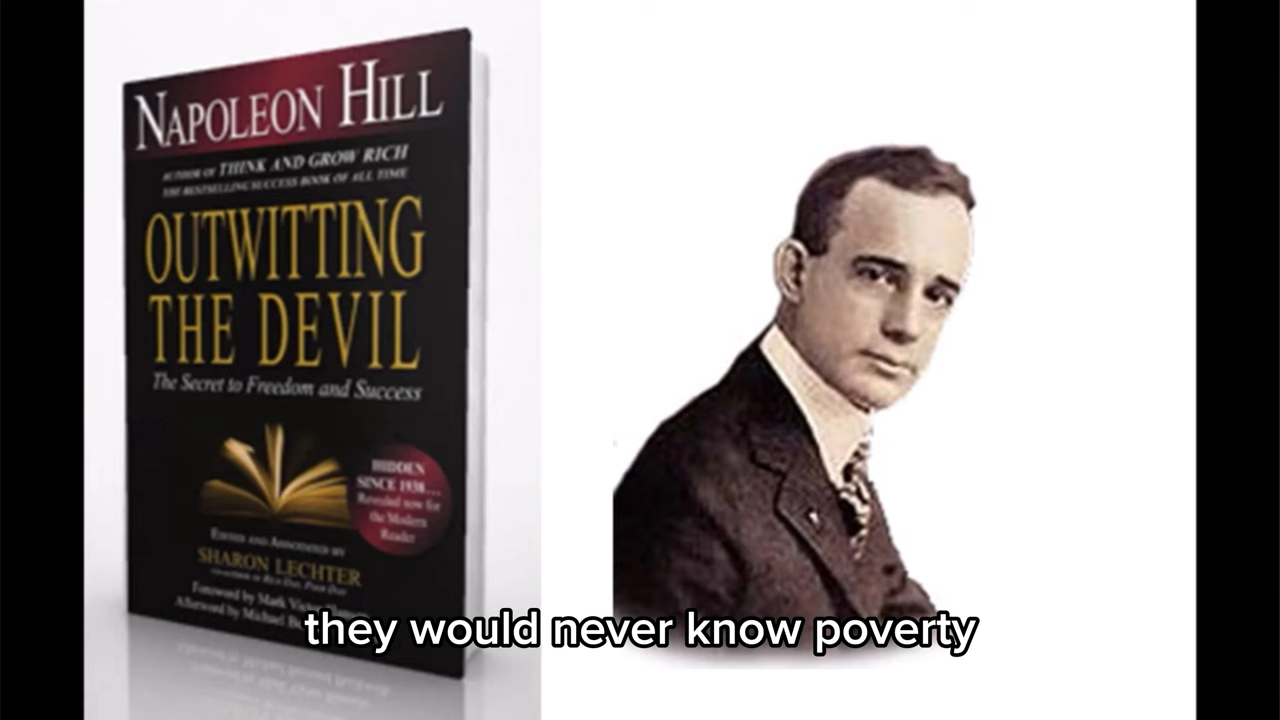 NAPOLEON HILL
AUTHOR OF THINK AND GROW RICH
THE BESTSELLING SUCCESS BOOK OF ALL TIME
OUTWITTING
THE DEVIL
The Secret to Freedom and Success
HIDDEN
SINCE 1938...
Revealed now for
the Modern
Reader
EDITED AND ANNOTATED BY
SHARON LECHTER
Foreword by Mark
Afterword by Michael
they would never know poverty